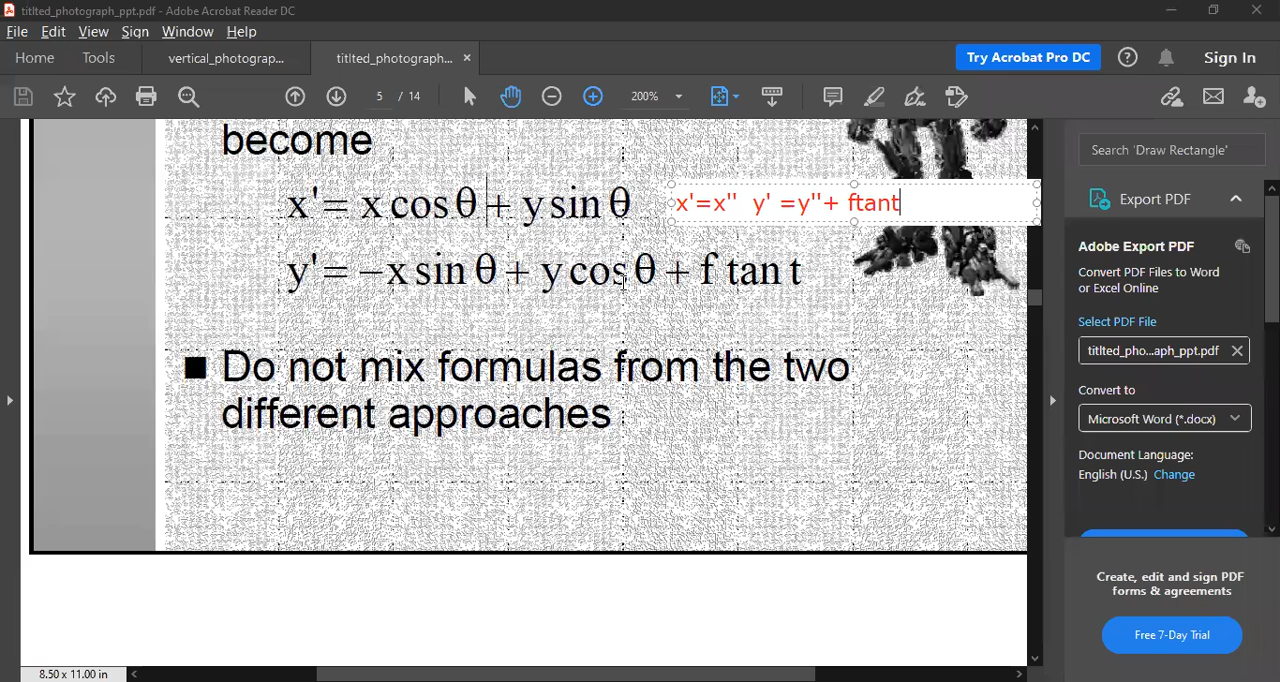 titlted_photograph_ppt.pdf - Adobe Acrobat Reader DC
File Edit View Sign Window Help
Home Tools vertical_photograp... titlted_photograph... × Try Acrobat Pro DC Sign In
5 / 14 200%
become
x'= x cosθ + y sinθ
x'=x'' y' =y''+ ftant
y'= −x sinθ + y cosθ + f tan t
■ Do not mix formulas from the two
different approaches
8.50 x 11.00 in
Search 'Draw Rectangle'
Export PDF
Adobe Export PDF
Convert PDF Files to Word
or Excel Online
Select PDF File
titlted_pho...aph_ppt.pdf
Convert to
Microsoft Word (*.docx)
Document Language:
English (U.S.) Change
Create, edit and sign PDF
forms & agreements
Free 7-Day Trial